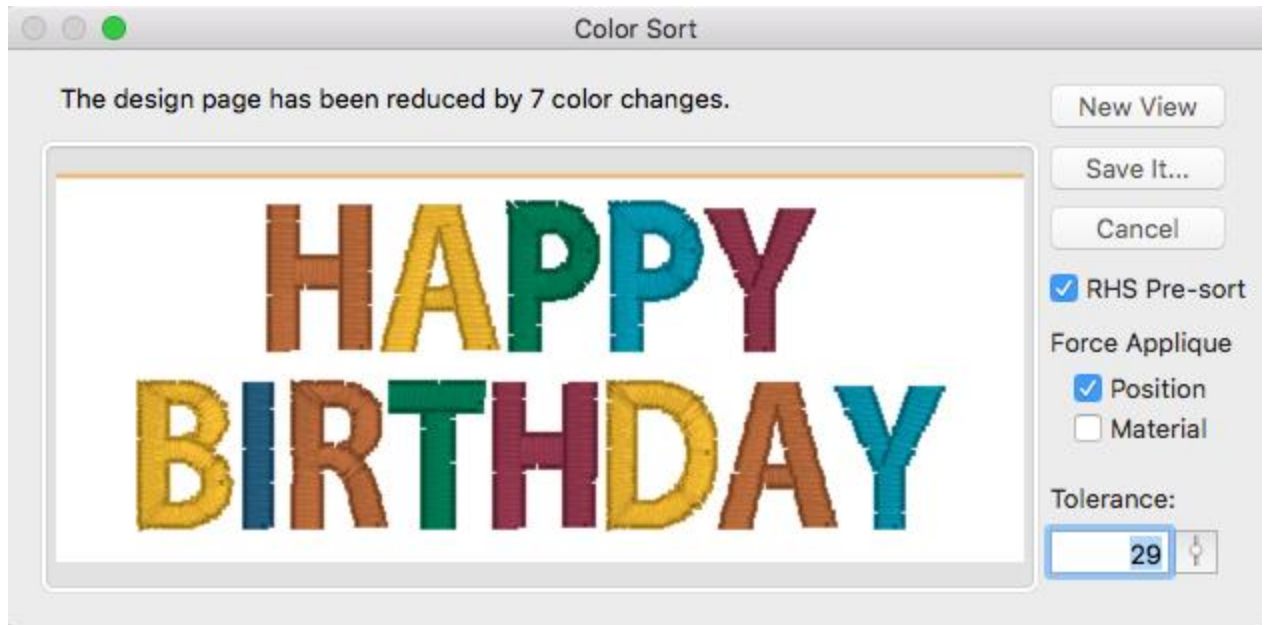 Color Sort
The design page has been reduced by 7 color changes.
New View
Save It...
Cancel
RHS Pre-sort
Force Applique
Position
Material
Tolerance:
29
HAPPY
BIRTHDAY